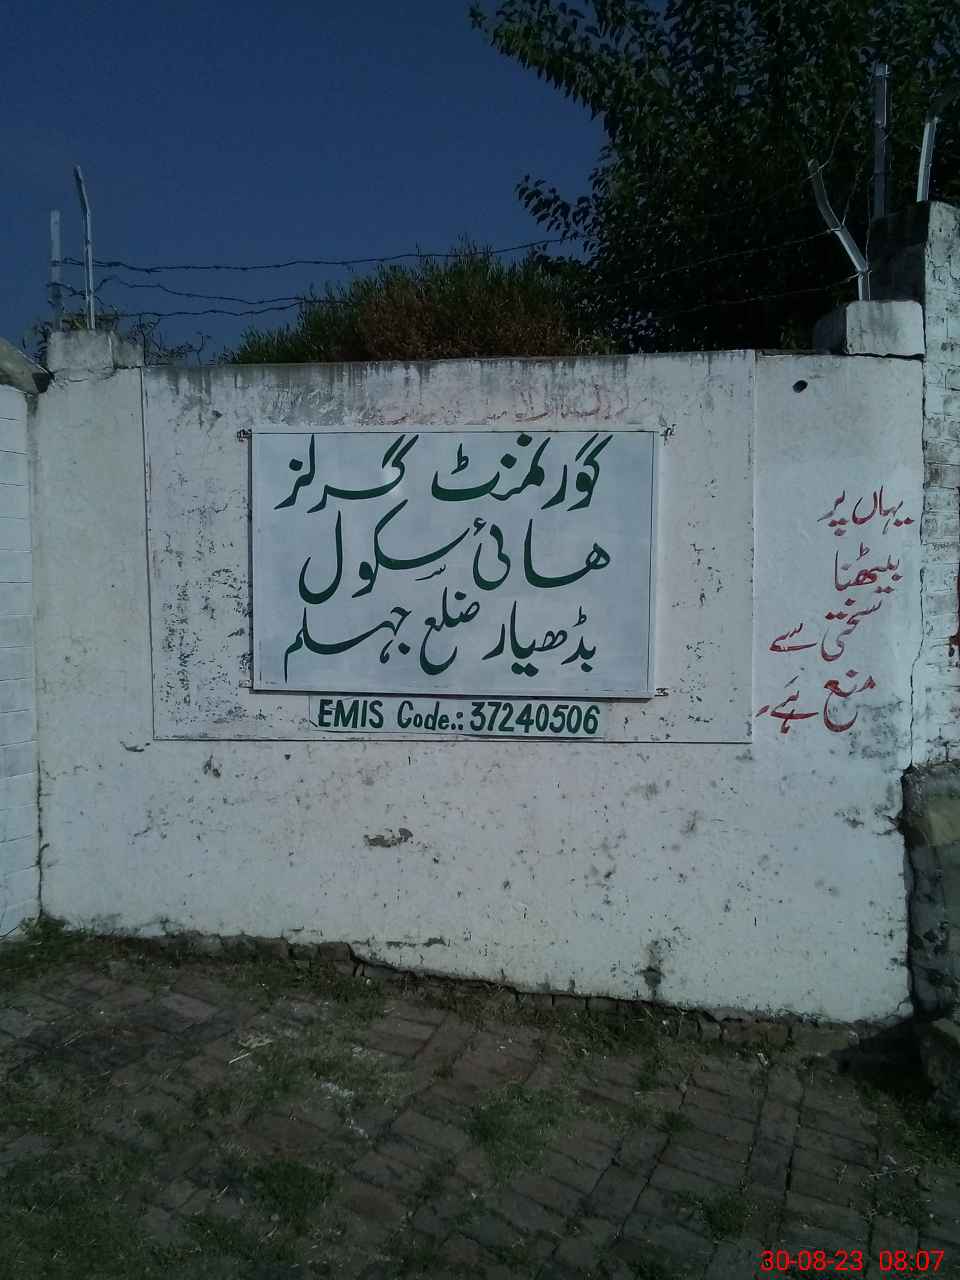 گورنمنٹ گرلز
ھائی سکول
بڈھیار ضلع جہلم
EMIS Code.: 37240506
یہاں پر
بیٹھنا
سختی سے
منع ہے
30-08-23 08:07